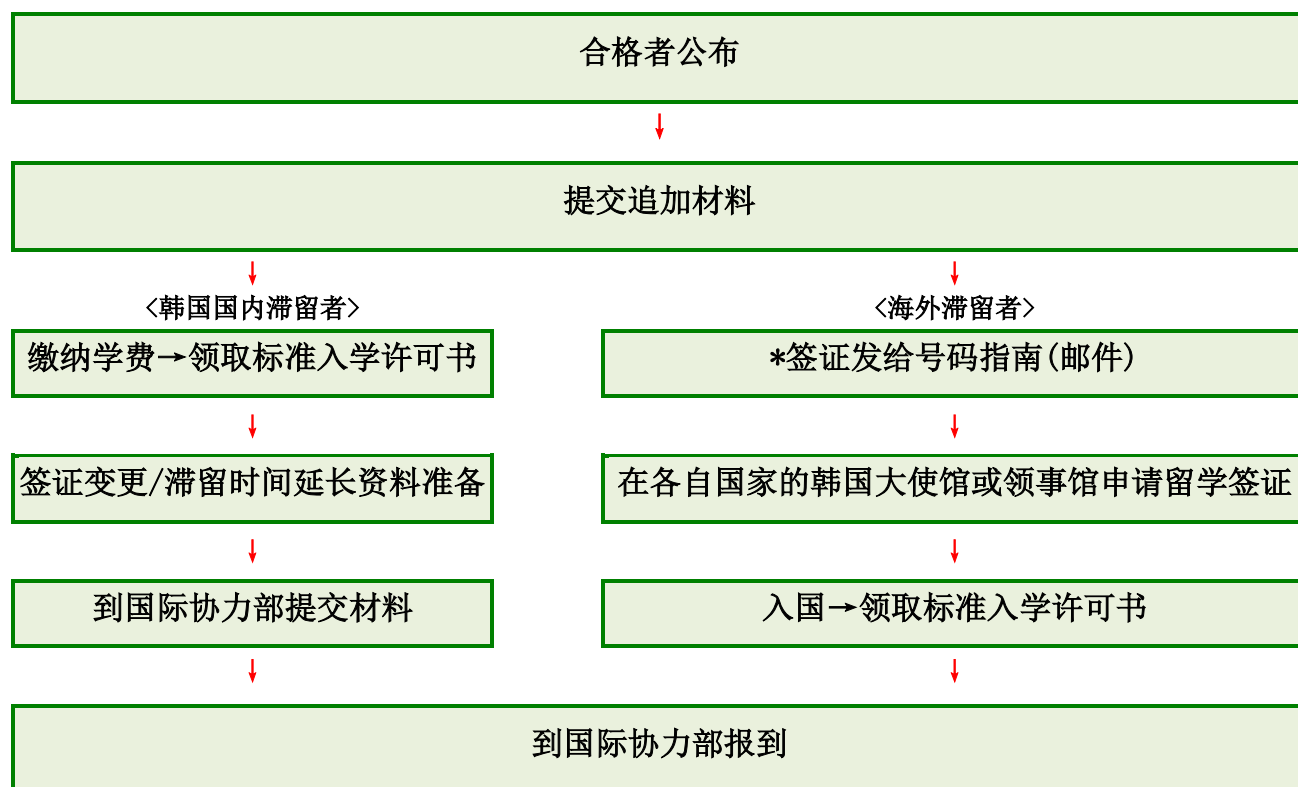 合格者公布
↓
提交追加材料
↓ ↓
<韩国国内滞留者>
<海外滞留者>
缴纳学费→领取标准入学许可书
*签证发给号码指南(邮件)
↓ ↓
签证变更/滞留时间延长资料准备
在各自国家的韩国大使馆或领事馆申请留学签证
↓ ↓
到国际协力部提交材料
入国→领取标准入学许可书
↓ ↓
到国际协力部报到